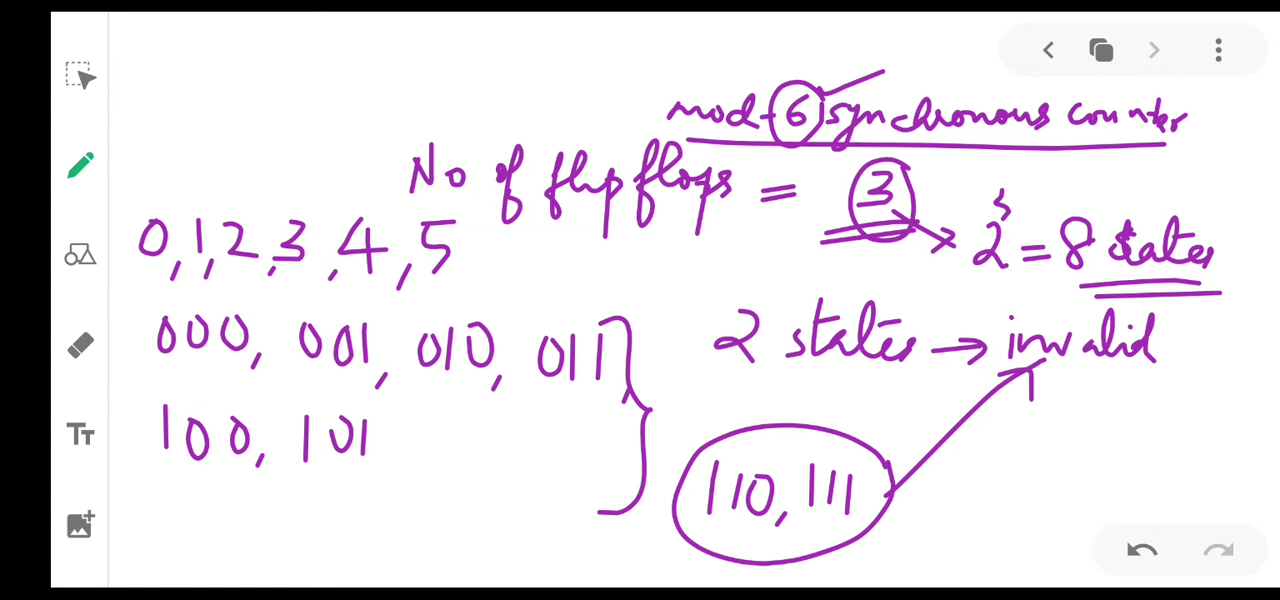 mod-6 synchronous counter
No of flip flops = 3 → 2³ = 8 states
0, 1, 2, 3, 4, 5
000, 001, 010, 011
2 states → invalid
100, 101
110, 111
Tт